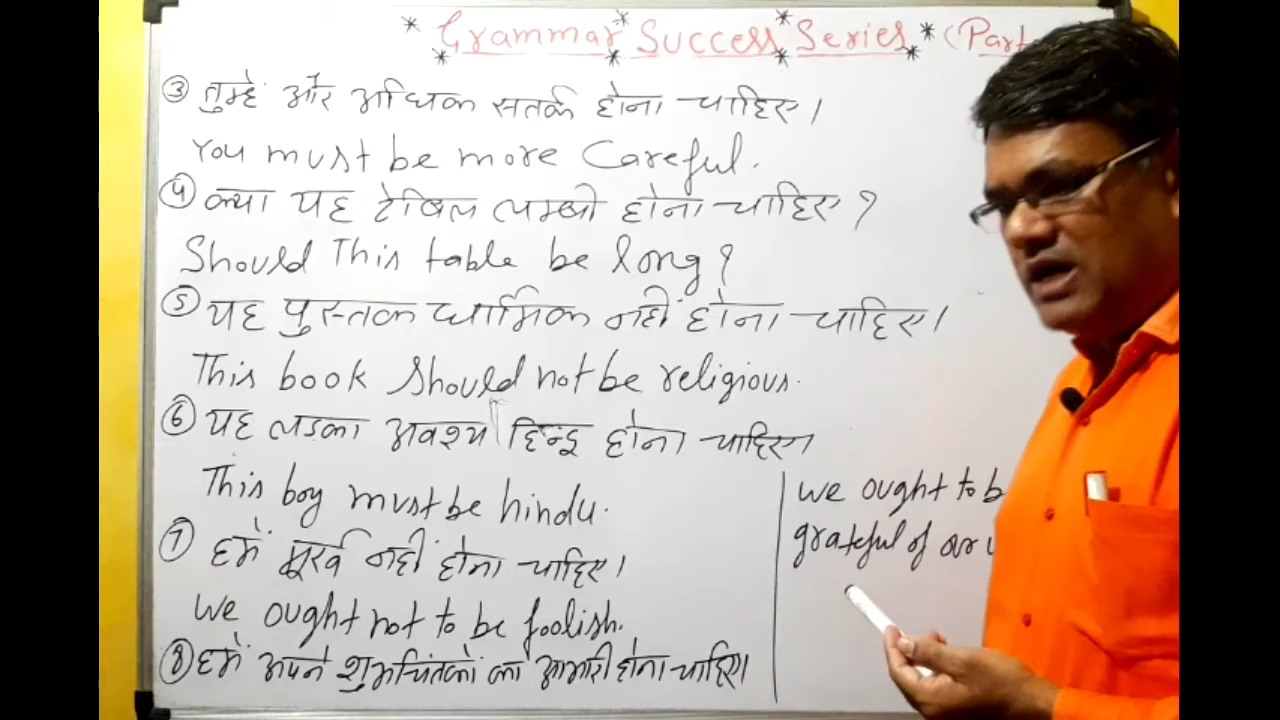 * Grammar * Success * Series * (Part
③ तुम्हें और अधिक सतर्क होना चाहिए।
You must be more Careful.
④ क्या यह टेबिल लम्बी होना चाहिए ?
Should This table be long?
⑤ यह पुस्तक धार्मिक नहीं होना चाहिए।
This book Should not be religious.
⑥ यह लड़का अवश्य हिन्दू होना चाहिए।
This boy must be hindu.
⑦ हमें मूर्ख नहीं होना चाहिए।
We ought not to be foolish.
⑧ हमें अपने शुभचिंतकों का आभारी होना चाहिए।
We ought to b
grateful of our